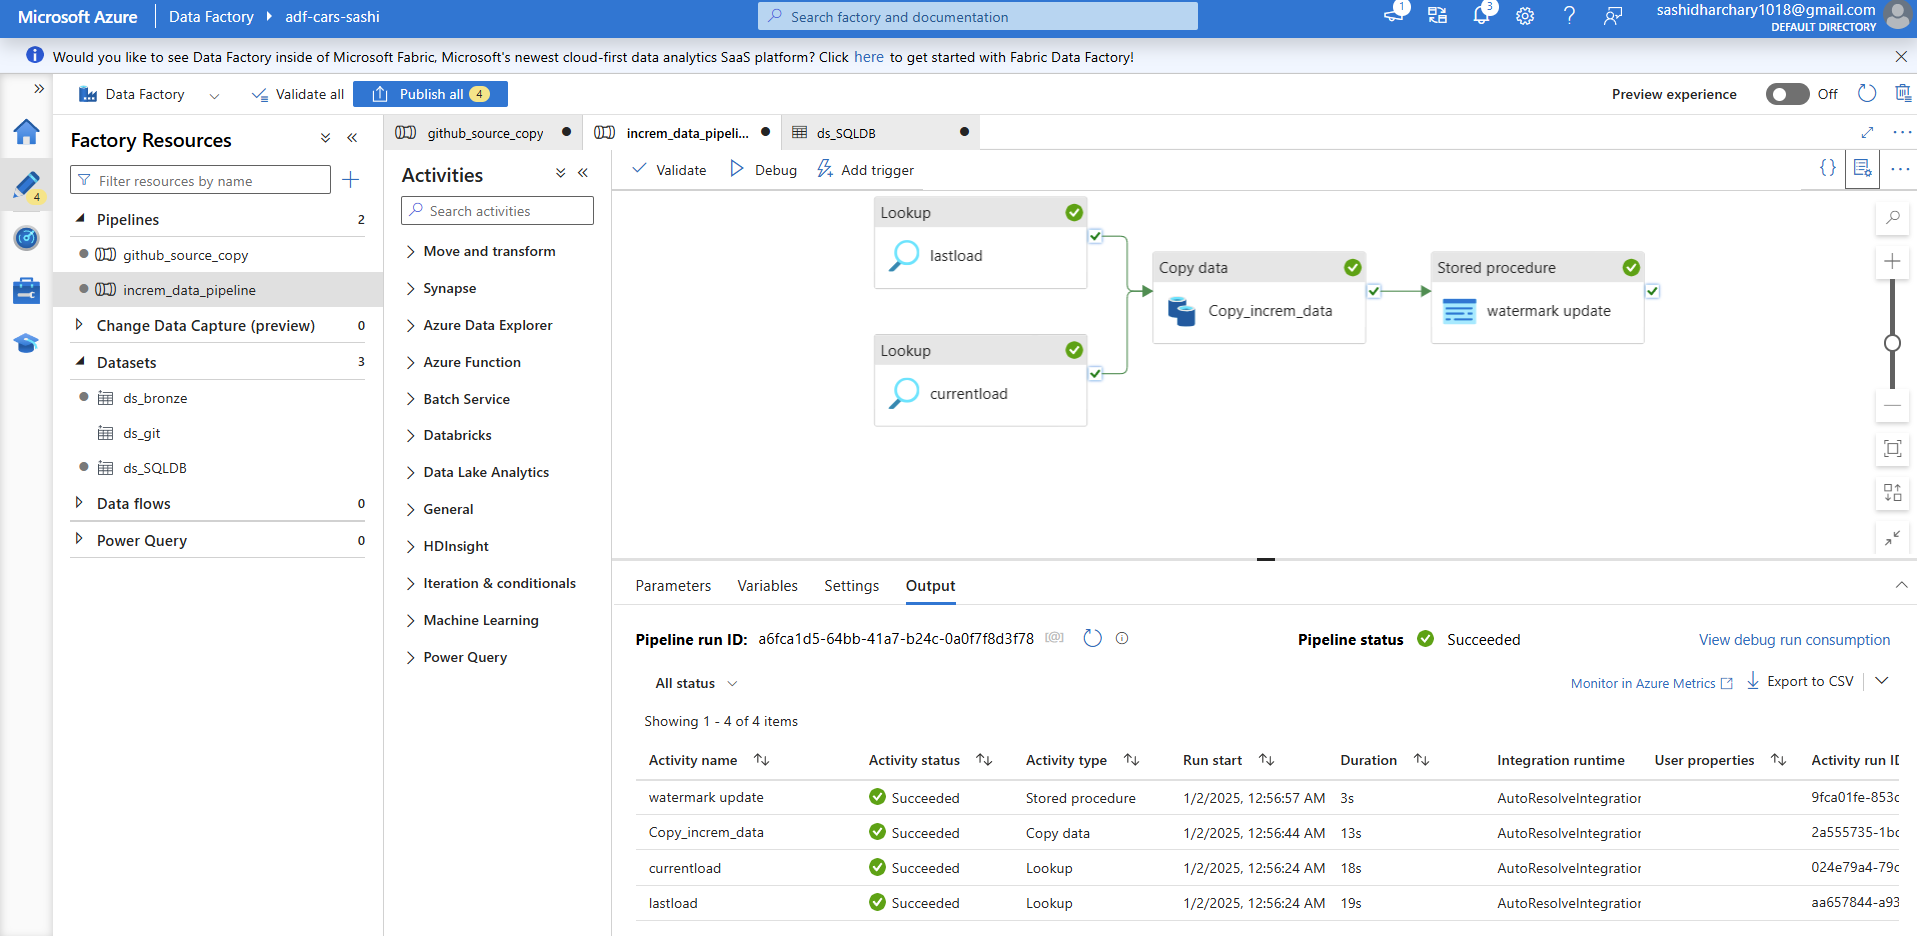 Microsoft Azure Data Factory adf-cars-sashi Search factory and documentation 1 3 sashidharchary1018@gmail.com
DEFAULT DIRECTORY
Would you like to see Data Factory inside of Microsoft Fabric, Microsoft's newest cloud-first data analytics SaaS platform? Click here to get started with Fabric Data Factory!
Data Factory Validate all Publish all 4 Preview experience Off
Factory Resources
Filter resources by name
4
Pipelines 2
github_source_copy
increm_data_pipeline
Change Data Capture (preview) 0
Datasets 3
ds_bronze
ds_git
ds_SQLDB
Data flows 0
Power Query 0
github_source_copy increm_data_pipeli... ds_SQLDB
Activities
Search activities
Move and transform
Synapse
Azure Data Explorer
Azure Function
Batch Service
Databricks
Data Lake Analytics
General
HDInsight
Iteration & conditionals
Machine Learning
Power Query
Validate Debug Add trigger {}
Lookup
lastload
Lookup
currentload
Copy data
Copy_increm_data
Stored procedure
watermark update
Parameters Variables Settings Output
Pipeline run ID: a6fca1d5-64bb-41a7-b24c-0a0f7f8d3f78 Pipeline status Succeeded View debug run consumption
All status Monitor in Azure Metrics Export to CSV
Showing 1 - 4 of 4 items
Activity name Activity status Activity type Run start Duration Integration runtime User properties Activity run ID
watermark update Succeeded Stored procedure 1/2/2025, 12:56:57 AM 3s AutoResolveIntegration 9fca01fe-853c
Copy_increm_data Succeeded Copy data 1/2/2025, 12:56:44 AM 13s AutoResolveIntegration 2a555735-1bc
currentload Succeeded Lookup 1/2/2025, 12:56:24 AM 18s AutoResolveIntegration 024e79a4-79c
lastload Succeeded Lookup 1/2/2025, 12:56:24 AM 19s AutoResolveIntegration aa657844-a93